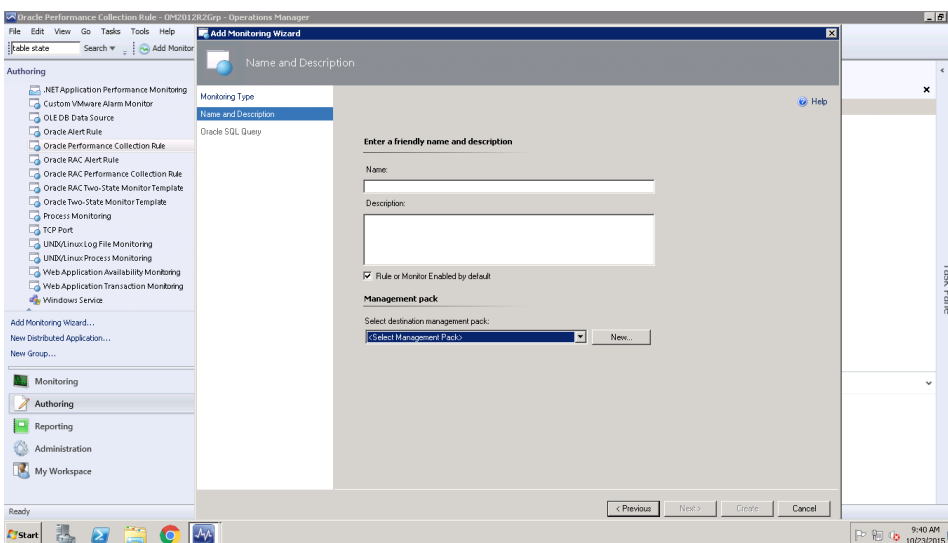 Oracle Performance Collection Rule - OM2012R2Grp - Operations Manager
File Edit View Go Tasks Tools Help
table state Search Add Monitor
Authoring
.NET Application Performance Monitoring
Custom VMware Alarm Monitor
OLE DB Data Source
Oracle Alert Rule
Oracle Performance Collection Rule
Oracle RAC Alert Rule
Oracle RAC Performance Collection Rule
Oracle RAC Two-State Monitor Template
Oracle Two-State Monitor Template
Process Monitoring
TCP Port
UNIX/Linux Log File Monitoring
UNIX/Linux Process Monitoring
Web Application Availability Monitoring
Web Application Transaction Monitoring
Windows Service
Add Monitoring Wizard...
New Distributed Application...
New Group...
Monitoring
Authoring
Reporting
Administration
My Workspace
Ready
Add Monitoring Wizard
Name and Description
Monitoring Type
Name and Description
Oracle SQL Query
Help
Enter a friendly name and description
Name:
Description:
Rule or Monitor Enabled by default
Management pack
Select destination management pack:
<Select Management Pack>
New...
< Previous
Next >
Create
Cancel
Task Pane
Start
9:40 AM
10/23/2015